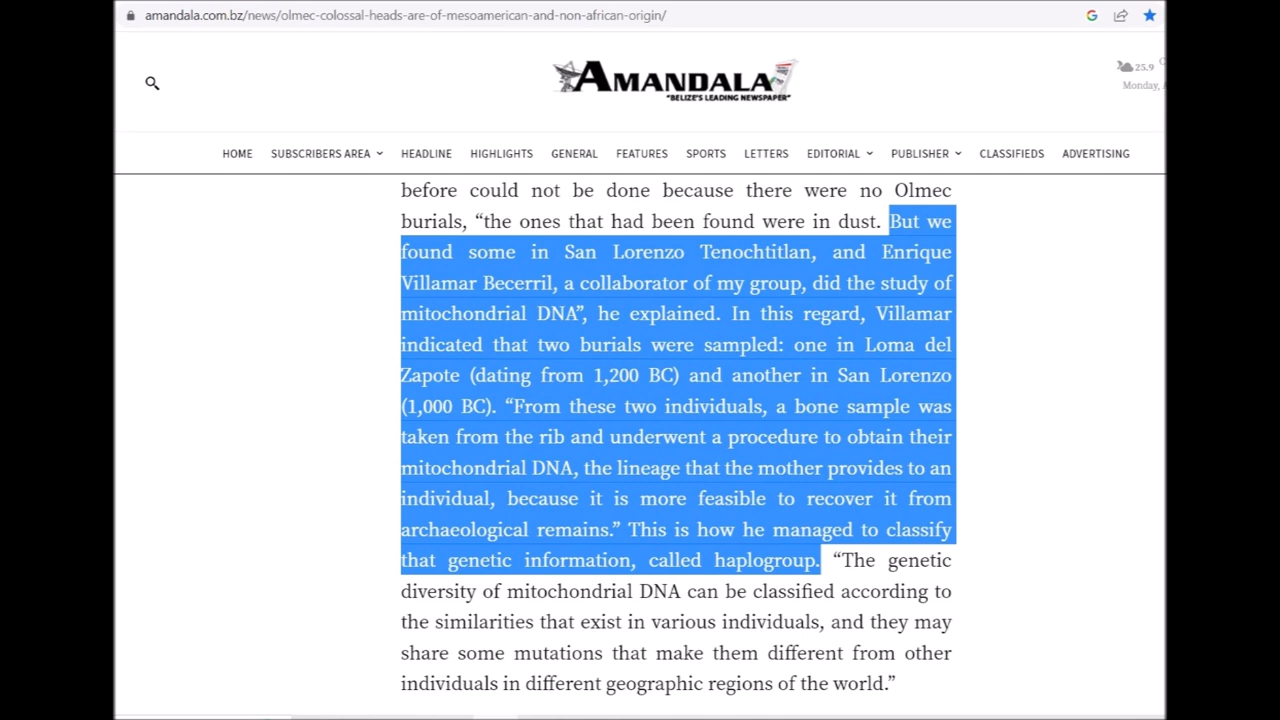 amandala.com.bz/news/olmec-colossal-heads-are-of-mesoamerican-and-non-african-origin/
AMANDALA
"BELIZE'S LEADING NEWSPAPER"
25.9 C
Monday, A
HOME SUBSCRIBERS AREA HEADLINE HIGHLIGHTS GENERAL FEATURES SPORTS LETTERS EDITORIAL PUBLISHER CLASSIFIEDS ADVERTISING
before could not be done because there were no Olmec
burials, “the ones that had been found were in dust. But we
found some in San Lorenzo Tenochtitlan, and Enrique
Villamar Becerril, a collaborator of my group, did the study of
mitochondrial DNA”, he explained. In this regard, Villamar
indicated that two burials were sampled: one in Loma del
Zapote (dating from 1,200 BC) and another in San Lorenzo
(1,000 BC). “From these two individuals, a bone sample was
taken from the rib and underwent a procedure to obtain their
mitochondrial DNA, the lineage that the mother provides to an
individual, because it is more feasible to recover it from
archaeological remains.” This is how he managed to classify
that genetic information, called haplogroup. “The genetic
diversity of mitochondrial DNA can be classified according to
the similarities that exist in various individuals, and they may
share some mutations that make them different from other
individuals in different geographic regions of the world.”